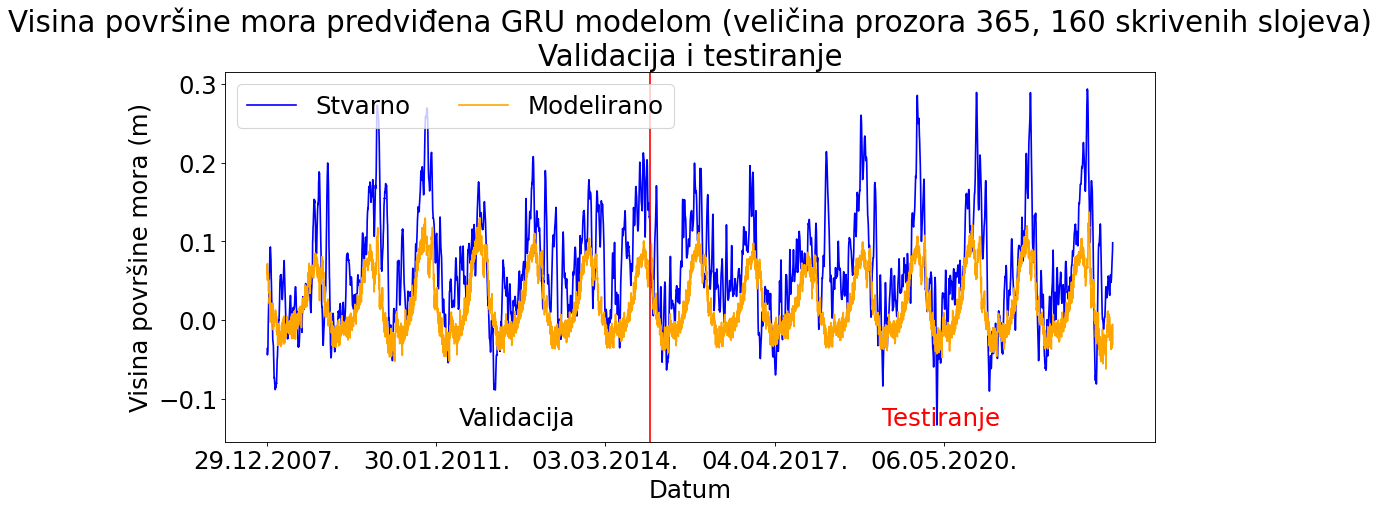 Visina površine mora predviđena GRU modelom (veličina prozora 365, 160 skrivenih slojeva)
Validacija i testiranje
Stvarno Modelirano
Visina površine mora (m)
0.3
0.2
0.1
0.0
−0.1
Validacija Testiranje
29.12.2007. 30.01.2011. 03.03.2014. 04.04.2017. 06.05.2020.
Datum